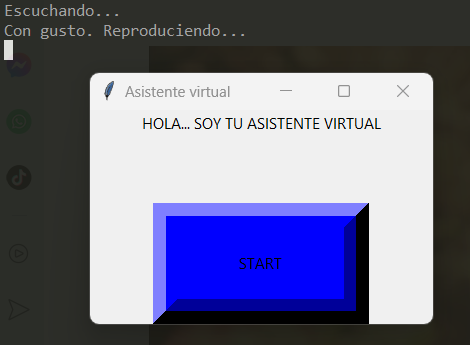 Escuchando...
Con gusto. Reproduciendo...
Asistente virtual
HOLA... SOY TU ASISTENTE VIRTUAL
START